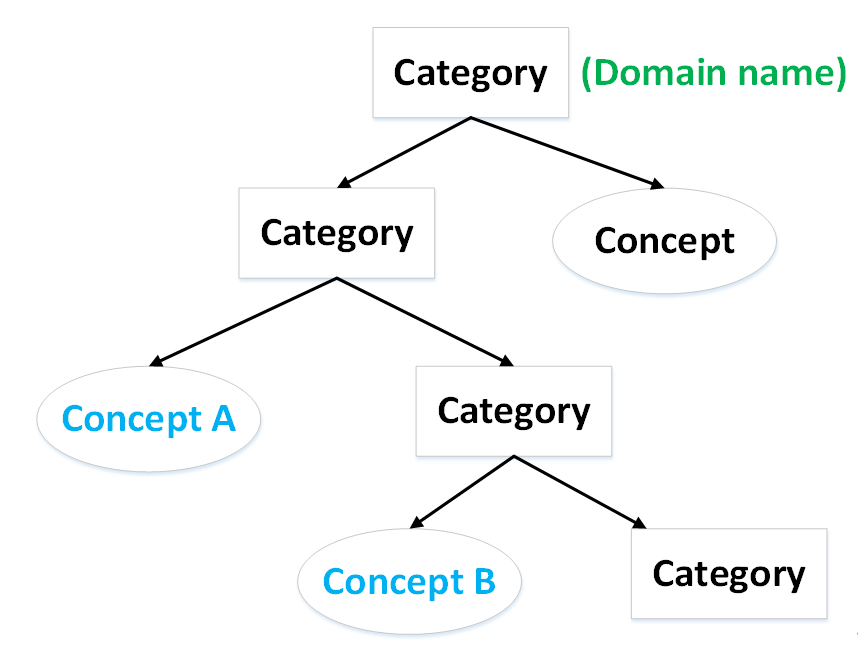 Category (Domain name)
Category
Concept
Concept A
Category
Concept B
Category